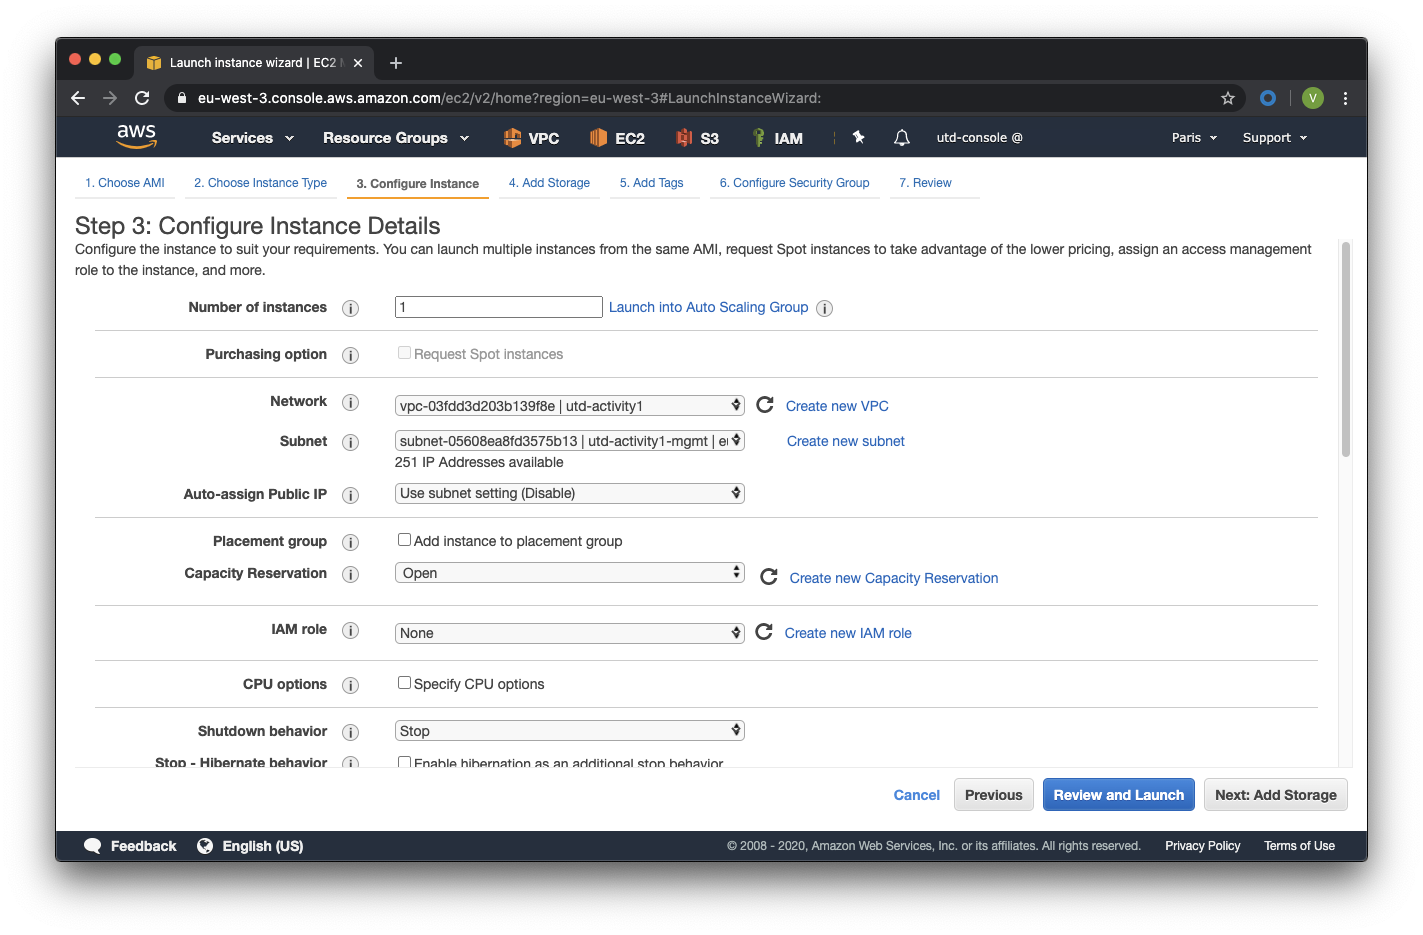 Launch instance wizard | EC2 M
eu-west-3.console.aws.amazon.com/ec2/v2/home?region=eu-west-3#LaunchInstanceWizard:
V
aws Services Resource Groups VPC EC2 S3 IAM utd-console @ Paris Support
1. Choose AMI 2. Choose Instance Type 3. Configure Instance 4. Add Storage 5. Add Tags 6. Configure Security Group 7. Review
Step 3: Configure Instance Details
Configure the instance to suit your requirements. You can launch multiple instances from the same AMI, request Spot instances to take advantage of the lower pricing, assign an access management
role to the instance, and more.
Number of instances i 1 Launch into Auto Scaling Group i
Purchasing option i Request Spot instances
Network i vpc-03fdd3d203b139f8e | utd-activity1 Create new VPC
Subnet i subnet-05608ea8fd3575b13 | utd-activity1-mgmt | eu Create new subnet
251 IP Addresses available
Auto-assign Public IP i Use subnet setting (Disable)
Placement group i Add instance to placement group
Capacity Reservation i Open Create new Capacity Reservation
IAM role i None Create new IAM role
CPU options i Specify CPU options
Shutdown behavior i Stop
Stop - Hibernate behavior i Enable hibernation as an additional stop behavior
Cancel Previous Review and Launch Next: Add Storage
Feedback English (US) © 2008 - 2020, Amazon Web Services, Inc. or its affiliates. All rights reserved. Privacy Policy Terms of Use